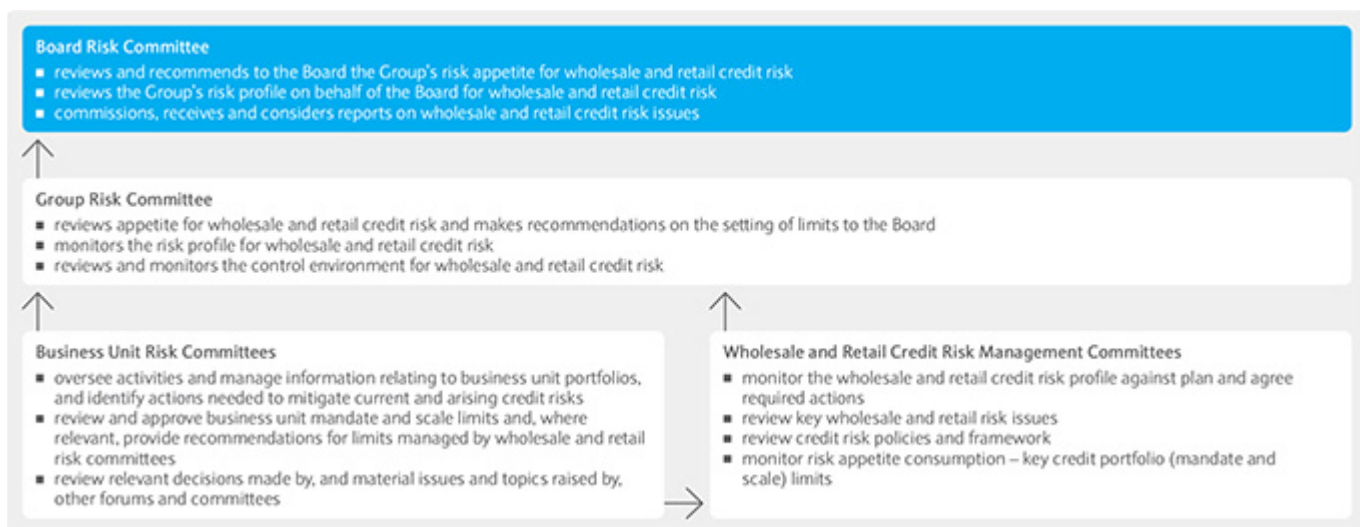 Board Risk Committee
▪ reviews and recommends to the Board the Group's risk appetite for wholesale and retail credit risk
▪ reviews the Group's risk profile on behalf of the Board for wholesale and retail credit risk
▪ commissions, receives and considers reports on wholesale and retail credit risk issues
Group Risk Committee
▪ reviews appetite for wholesale and retail credit risk and makes recommendations on the setting of limits to the Board
▪ monitors the risk profile for wholesale and retail credit risk
▪ reviews and monitors the control environment for wholesale and retail credit risk
Business Unit Risk Committees
▪ oversee activities and manage information relating to business unit portfolios,
and identify actions needed to mitigate current and arising credit risks
▪ review and approve business unit mandate and scale limits and, where
relevant, provide recommendations for limits managed by wholesale and retail
risk committees
▪ review relevant decisions made by, and material issues and topics raised by,
other forums and committees
Wholesale and Retail Credit Risk Management Committees
▪ monitor the wholesale and retail credit risk profile against plan and agree
required actions
▪ review key wholesale and retail risk issues
▪ review credit risk policies and framework
▪ monitor risk appetite consumption – key credit portfolio (mandate and
scale) limits